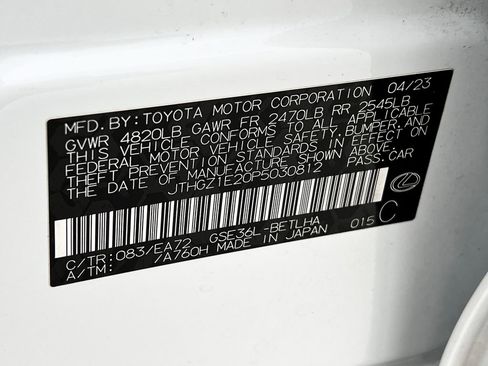 MFD.BY:TOYOTA MOTOR CORPORATION 04/23
GVWR 4820LB GAWR FR 2470LB RR 2545LB
THIS VEHICLE CONFORMS TO ALL APPLICABLE
FEDERAL MOTOR VEHICLE SAFETY,BUMPER,AND
THEFT PREVENTION STANDARDS IN EFFECT ON
THE DATE OF MANUFACTURE SHOWN ABOVE.
JTHGZ1E20P5030812 PASS.CAR
C/TR:083/EA72 GSE36L-BETLHA 015 C
A/TM: /A760H MADE IN JAPAN